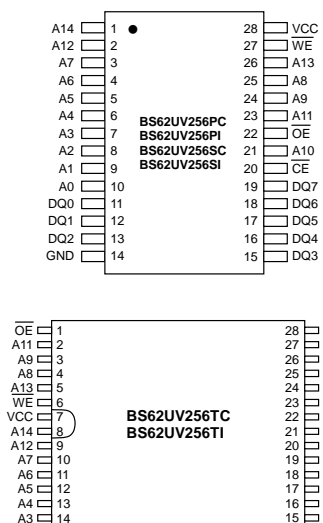 A14 1 28 VCC
A12 2 27 WE
A7 3 26 A13
A6 4 25 A8
A5 5 24 A9
A4 6 23 A11
A3 7 22 OE
A2 8 21 A10
A1 9 20 CE
A0 10 19 DQ7
DQ0 11 18 DQ6
DQ1 12 17 DQ5
DQ2 13 16 DQ4
GND 14 15 DQ3
BS62UV256PC
BS62UV256PI
BS62UV256SC
BS62UV256SI
OE 1 28
A11 2 27
A9 3 26
A8 4 25
A13 5 24
WE 6 23
VCC 7 22
A14 8 21
A12 9 20
A7 10 19
A6 11 18
A5 12 17
A4 13 16
A3 14 15
BS62UV256TC
BS62UV256TI